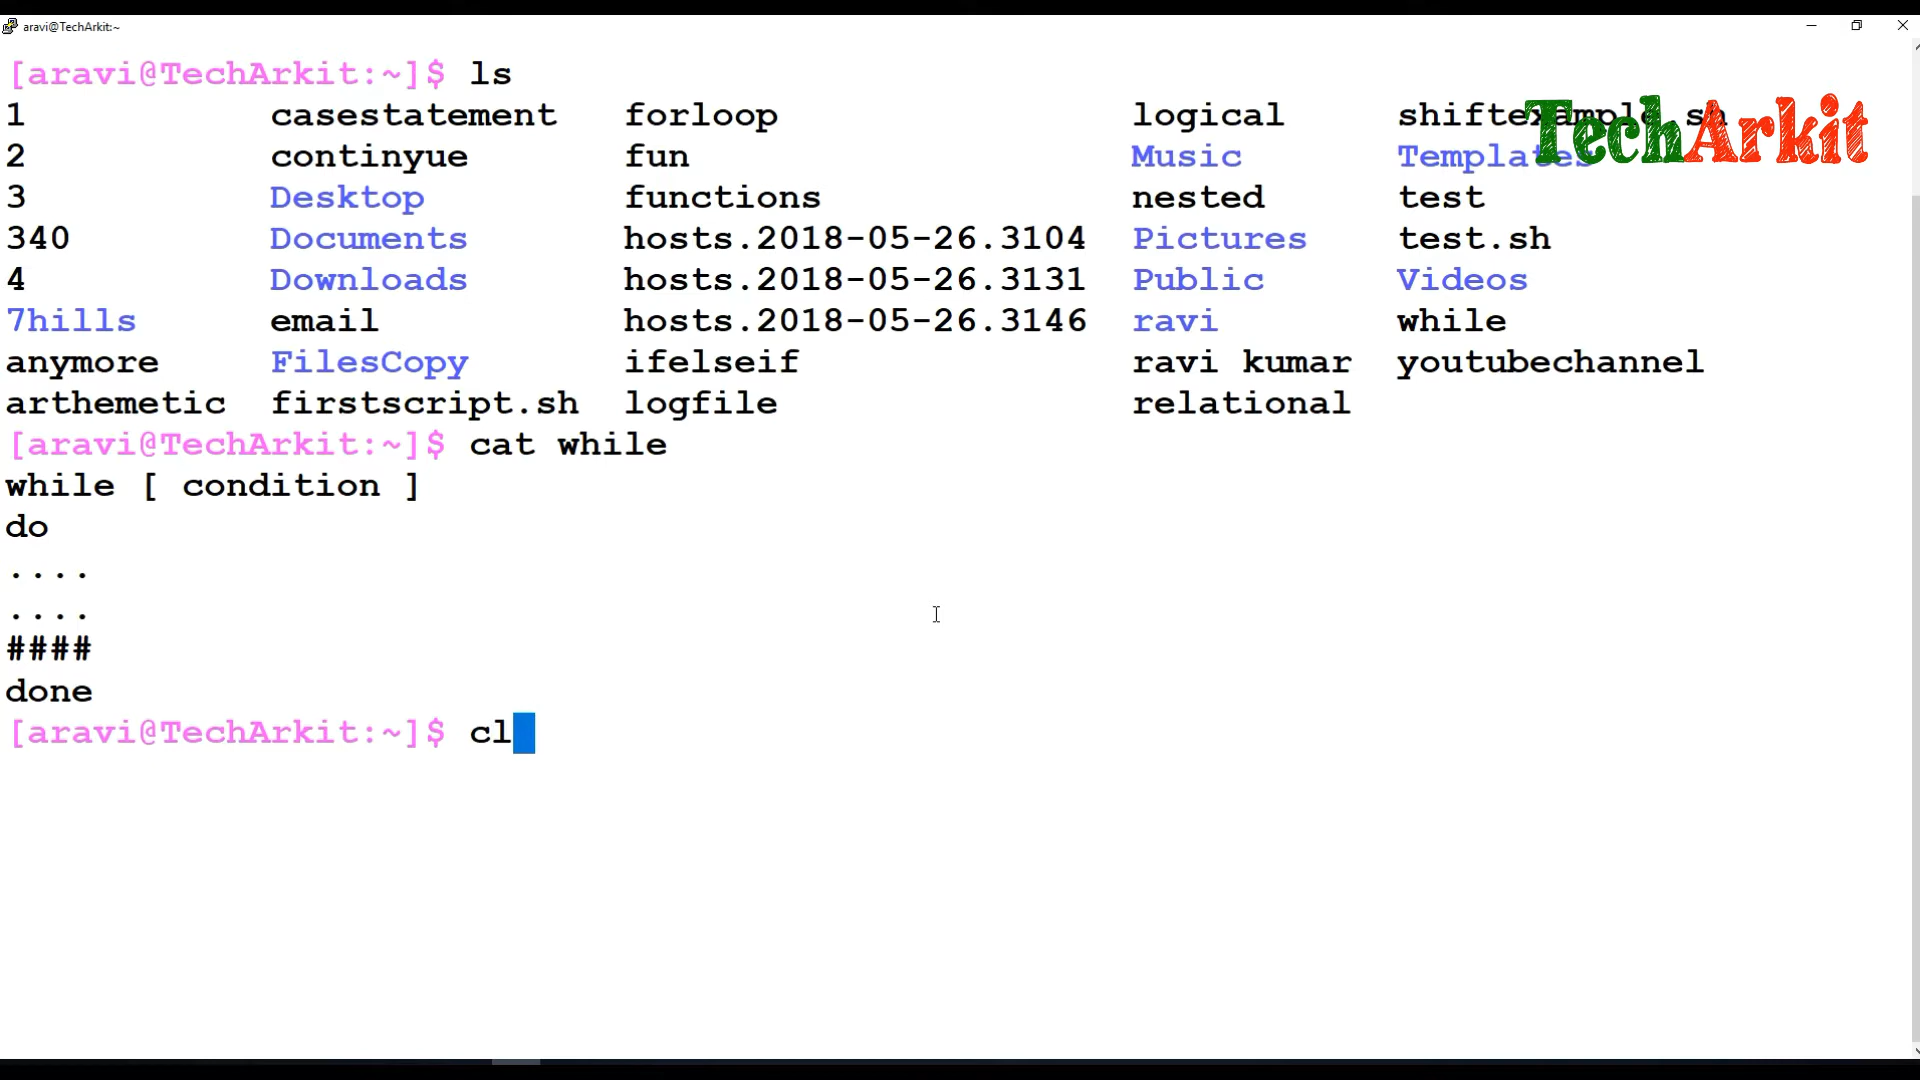 aravi@TechArkit:~
[aravi@TechArkit:~]$ ls
1 casestatement forloop logical shiftexample.sh
TechArkit
2 continyue fun Music Templates
3 Desktop functions nested test
340 Documents hosts.2018-05-26.3104 Pictures test.sh
4 Downloads hosts.2018-05-26.3131 Public Videos
7hills email hosts.2018-05-26.3146 ravi while
anymore FilesCopy ifelseif ravi kumar youtubechannel
arthemetic firstscript.sh logfile relational
[aravi@TechArkit:~]$ cat while
while [ condition ]
do
....
....
####
done
[aravi@TechArkit:~]$ cl